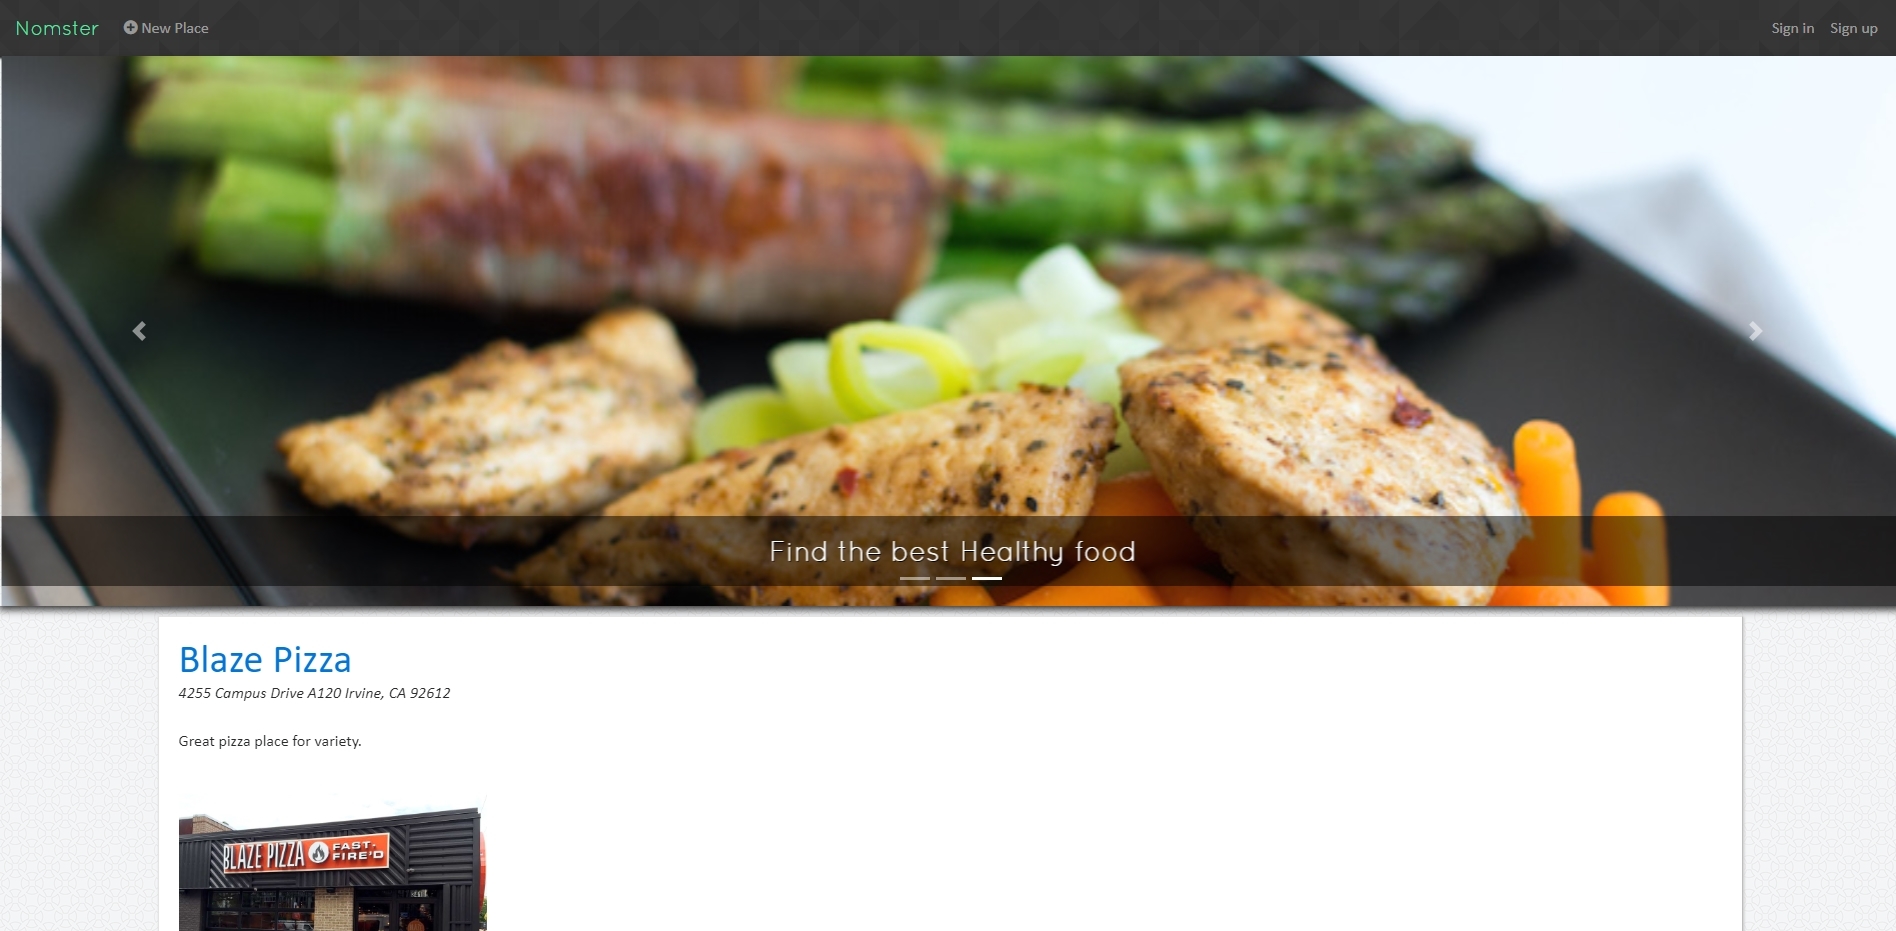 Nomster New Place Sign in Sign up
Find the best Healthy food
Blaze Pizza
4255 Campus Drive A120 Irvine, CA 92612
Great pizza place for variety.
BLAZE PIZZA FAST-
FIRE'D